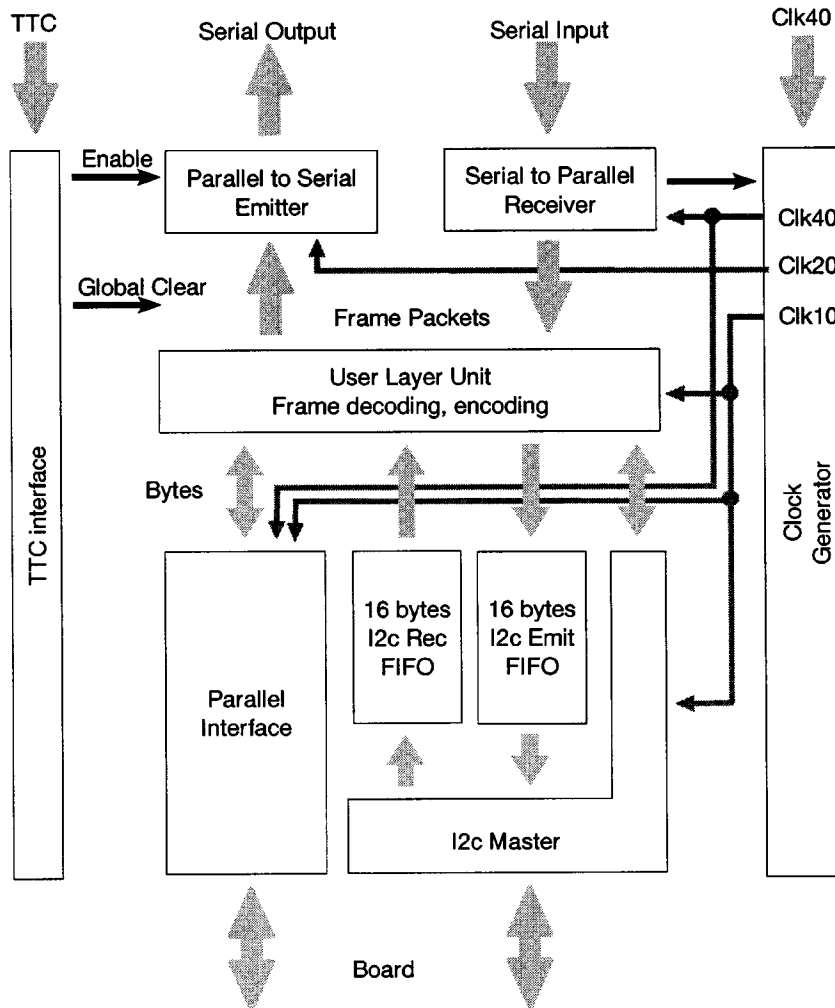 TTC
Serial Output
Serial Input
Clk40
Enable
Parallel to Serial
Emitter
Serial to Parallel
Receiver
Clk40
Clk20
Global Clear
Clk10
Frame Packets
User Layer Unit
Frame decoding, encoding
Bytes
TTC interface
Clock
Generator
16 bytes
I2c Rec
FIFO
16 bytes
I2c Emit
FIFO
Parallel
Interface
I2c Master
Board